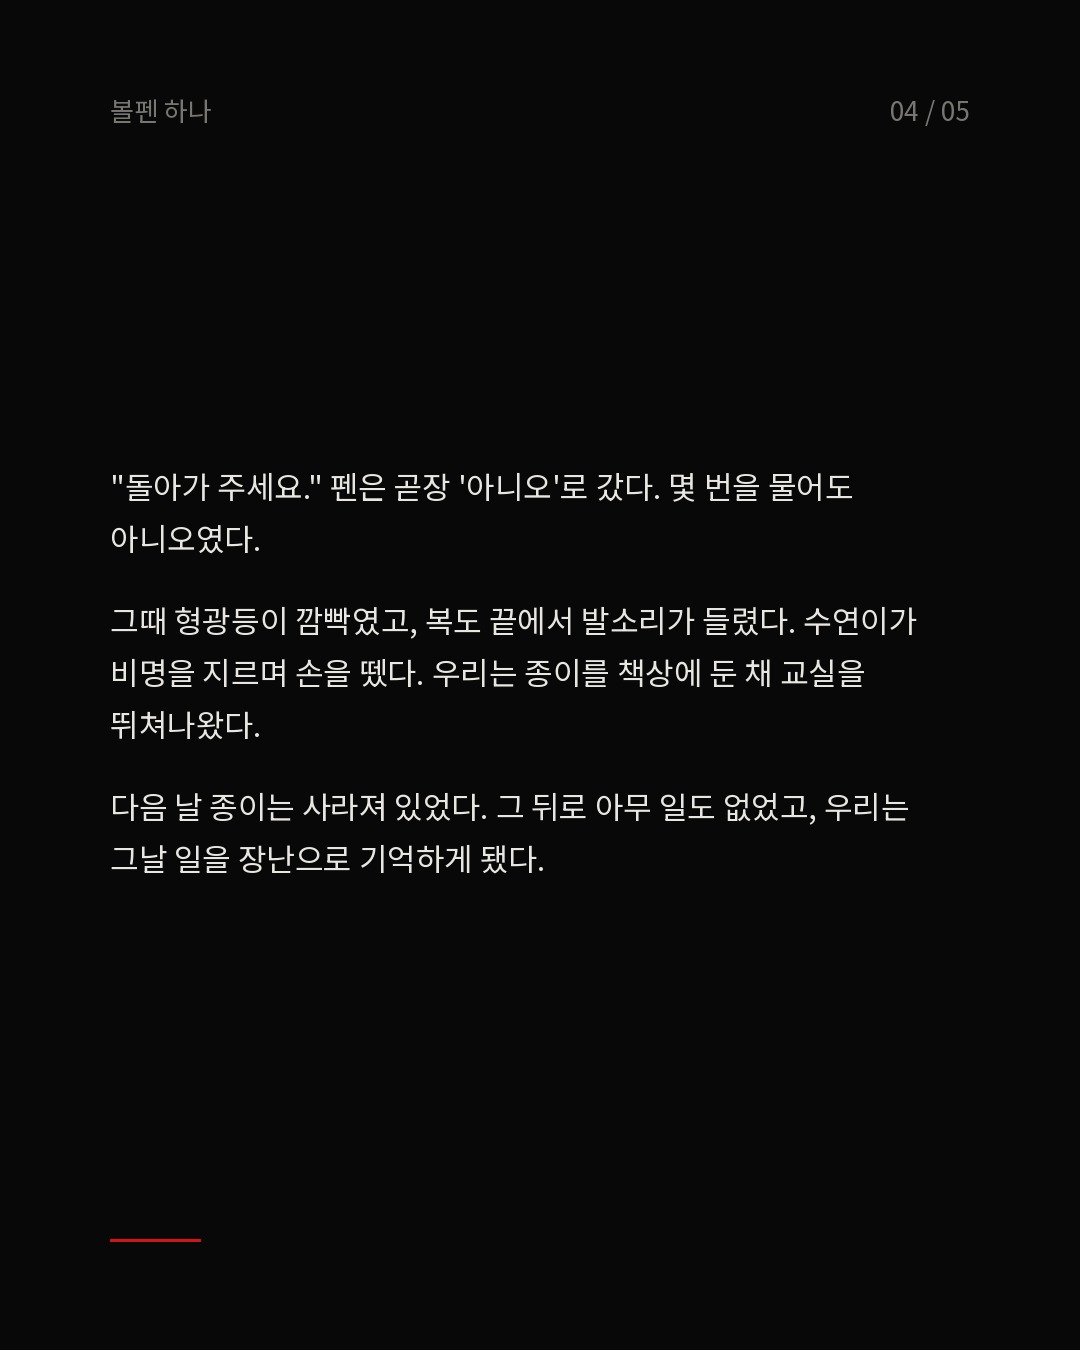 볼펜 하나
04 / 05
"돌아가 주세요." 펜은 곧장 '아니오'로 갔다. 몇 번을 물어도
아니오였다.
그때 형광등이 깜빡였고, 복도 끝에서 발소리가 들렸다. 수연이가
비명을 지르며 손을 뗐다. 우리는 종이를 책상에 둔 채 교실을
뛰쳐나왔다.
다음 날 종이는 사라져 있었다. 그 뒤로 아무 일도 없었고, 우리는
그날 일을 장난으로 기억하게 됐다.